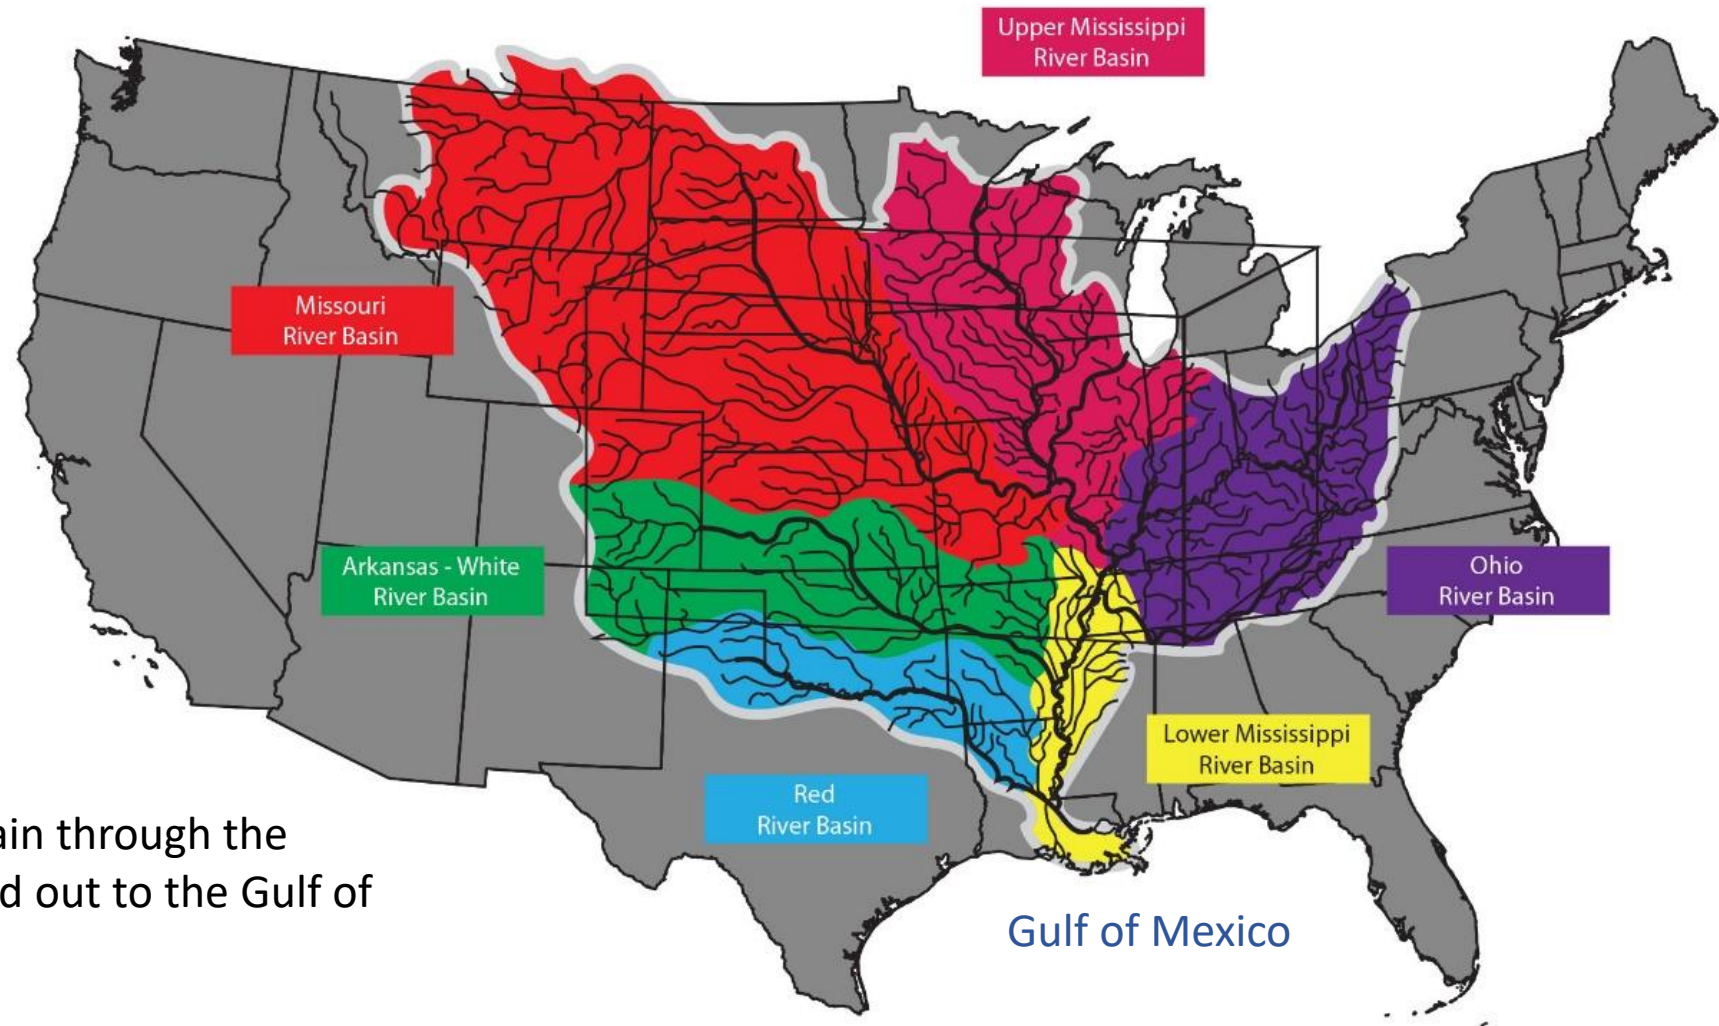 Upper Mississippi
River Basin
Missouri
River Basin
Arkansas - White
River Basin
Ohio
River Basin
Lower Mississippi
River Basin
Red
River Basin
ain through the
d out to the Gulf of
Gulf of Mexico